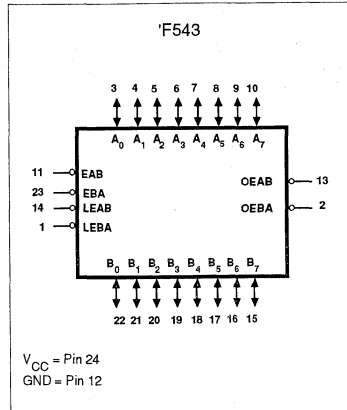 'F543
3 4 5 6 7 8 9 10
A0 A1 A2 A3 A4 A5 A6 A7
11 EAB
23 EBA
14 LEAB
1 LEBA
OEAB 13
OEBA 2
B0 B1 B2 B3 B4 B5 B6 B7
22 21 20 19 18 17 16 15
VCC = Pin 24
GND = Pin 12